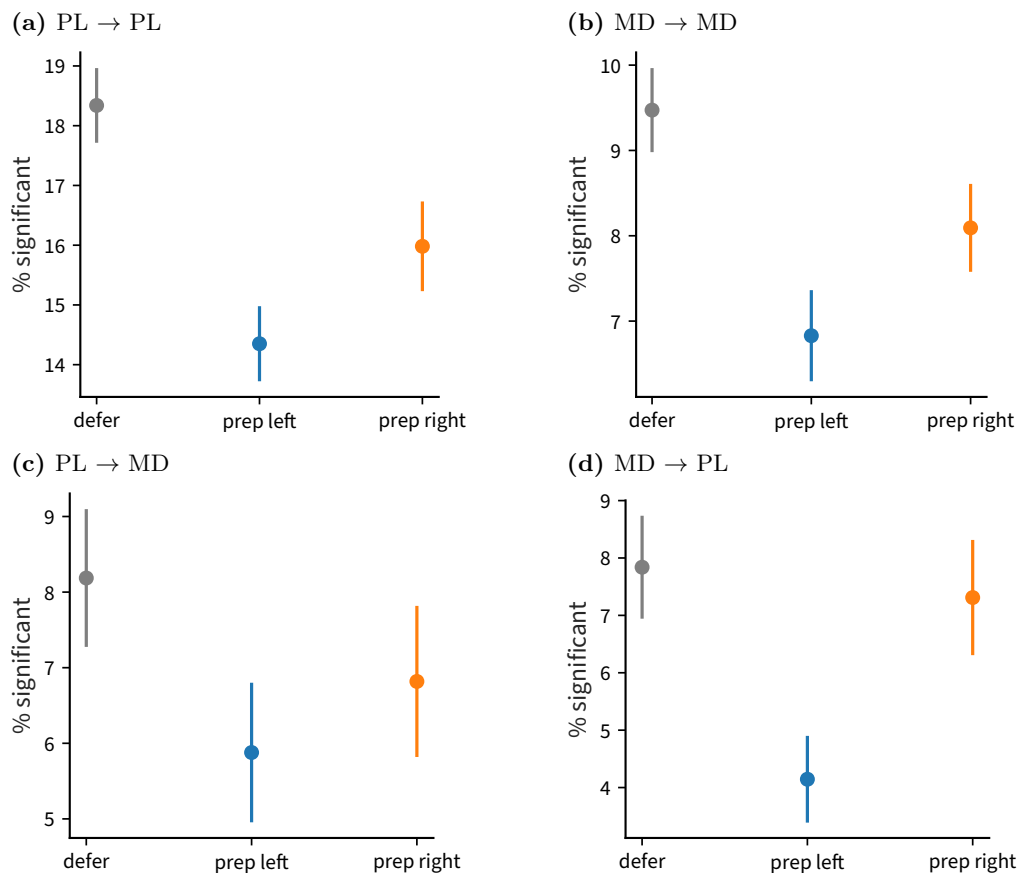 (a) PL → PL
% significant
19
18
17
16
15
14
defer
prep left
prep right
(b) MD → MD
% significant
10
9
8
7
defer
prep left
prep right
(c) PL → MD
% significant
9
8
7
6
5
defer
prep left
prep right
(d) MD → PL
% significant
9
8
7
6
5
4
defer
prep left
prep right